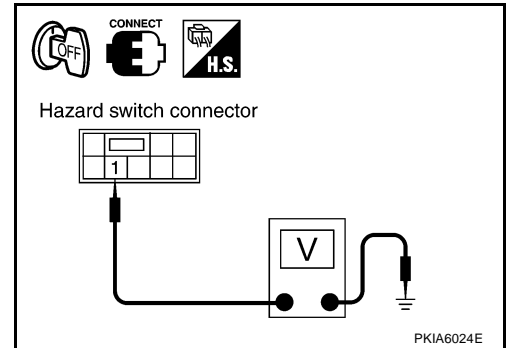 OFF
CONNECT
H.S.
Hazard switch connector
1
V
PKIA6024E